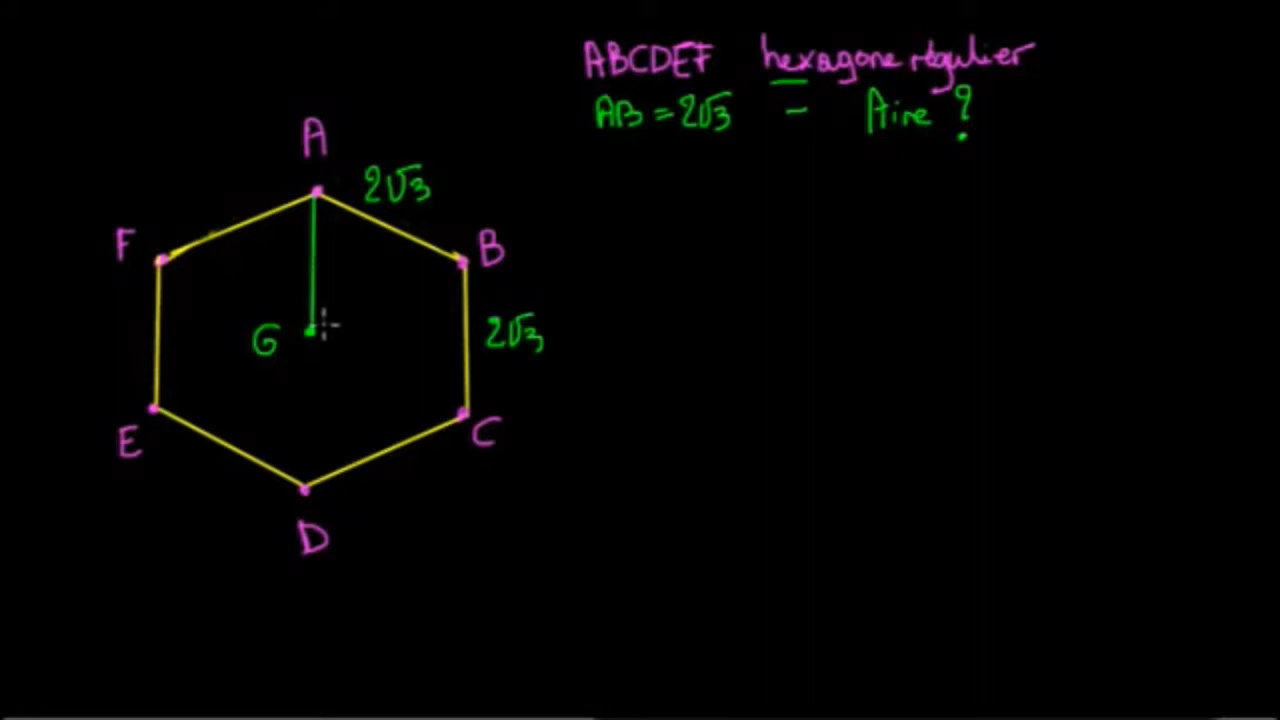 ABCDEF hexagone régulier
AB = 2√3 – Aire ?
A
2√3
F
B
G
2√3
E
C
D